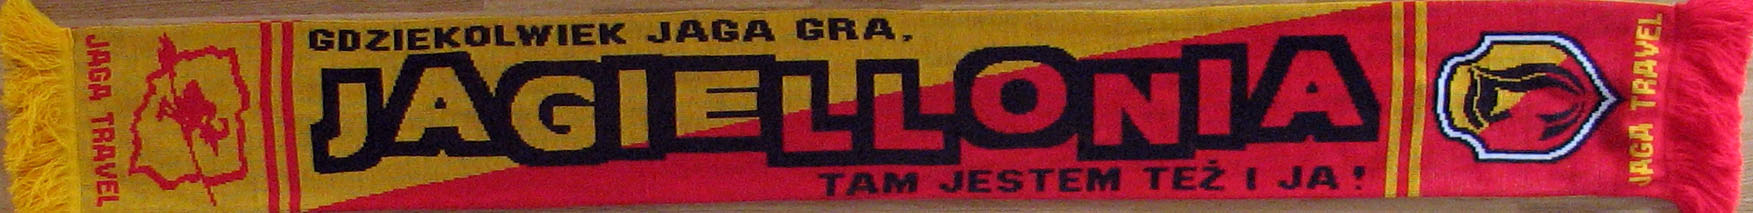 JAGA TRAVEL
GDZIEKOLWIEK JAGA GRA,
JAGIELLONIA
TAM JESTEM TEŻ I JA!
JAGA TRAVEL